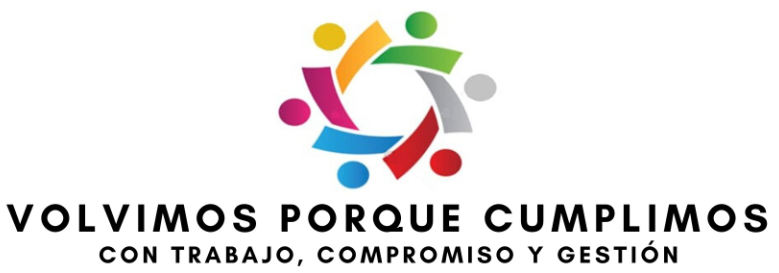 VOLVIMOS PORQUE CUMPLIMOS
CON TRABAJO, COMPROMISO Y GESTIÓN